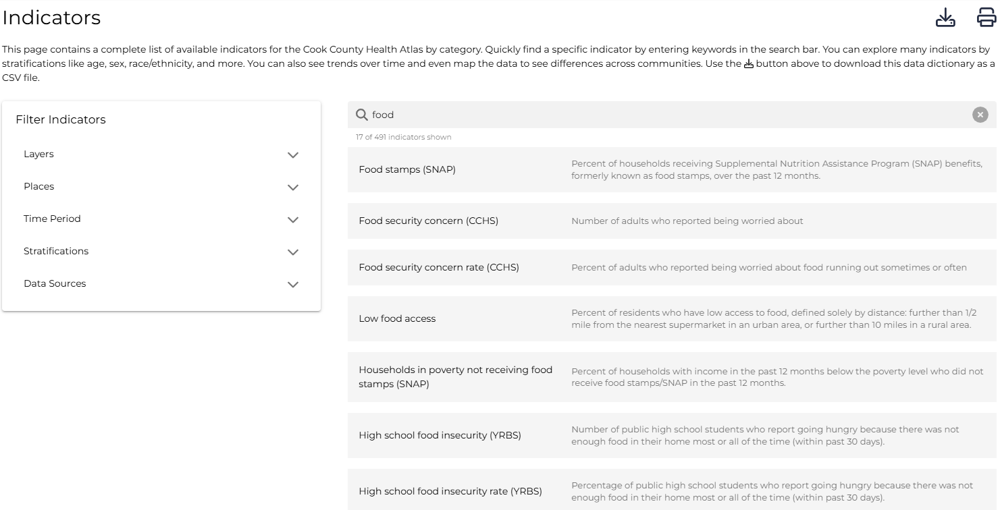 Indicators
This page contains a complete list of available indicators for the Cook County Health Atlas by category. Quickly find a specific indicator by entering keywords in the search bar. You can explore many indicators by
stratifications like age, sex, race/ethnicity, and more. You can also see trends over time and even map the data to see differences across communities. Use the button above to download this data dictionary as a
CSV file.
Filter Indicators
Layers
Places
Time Period
Stratifications
Data Sources
food
17 of 491 indicators shown
Food stamps (SNAP)
Percent of households receiving Supplemental Nutrition Assistance Program (SNAP) benefits,
formerly known as food stamps, over the past 12 months.
Food security concern (CCHS)
Number of adults who reported being worried about
Food security concern rate (CCHS)
Percent of adults who reported being worried about food running out sometimes or often
Low food access
Percent of residents who have low access to food, defined solely by distance: further than 1/2
mile from the nearest supermarket in an urban area, or further than 10 miles in a rural area.
Households in poverty not receiving food
stamps (SNAP)
Percent of households with income in the past 12 months below the poverty level who did not
receive food stamps/SNAP in the past 12 months.
High school food insecurity (YRBS)
Number of public high school students who report going hungry because there was not
enough food in their home most or all of the time (within past 30 days).
High school food insecurity rate (YRBS)
Percentage of public high school students who report going hungry because there was not
enough food in their home most or all of the time (within past 30 days).